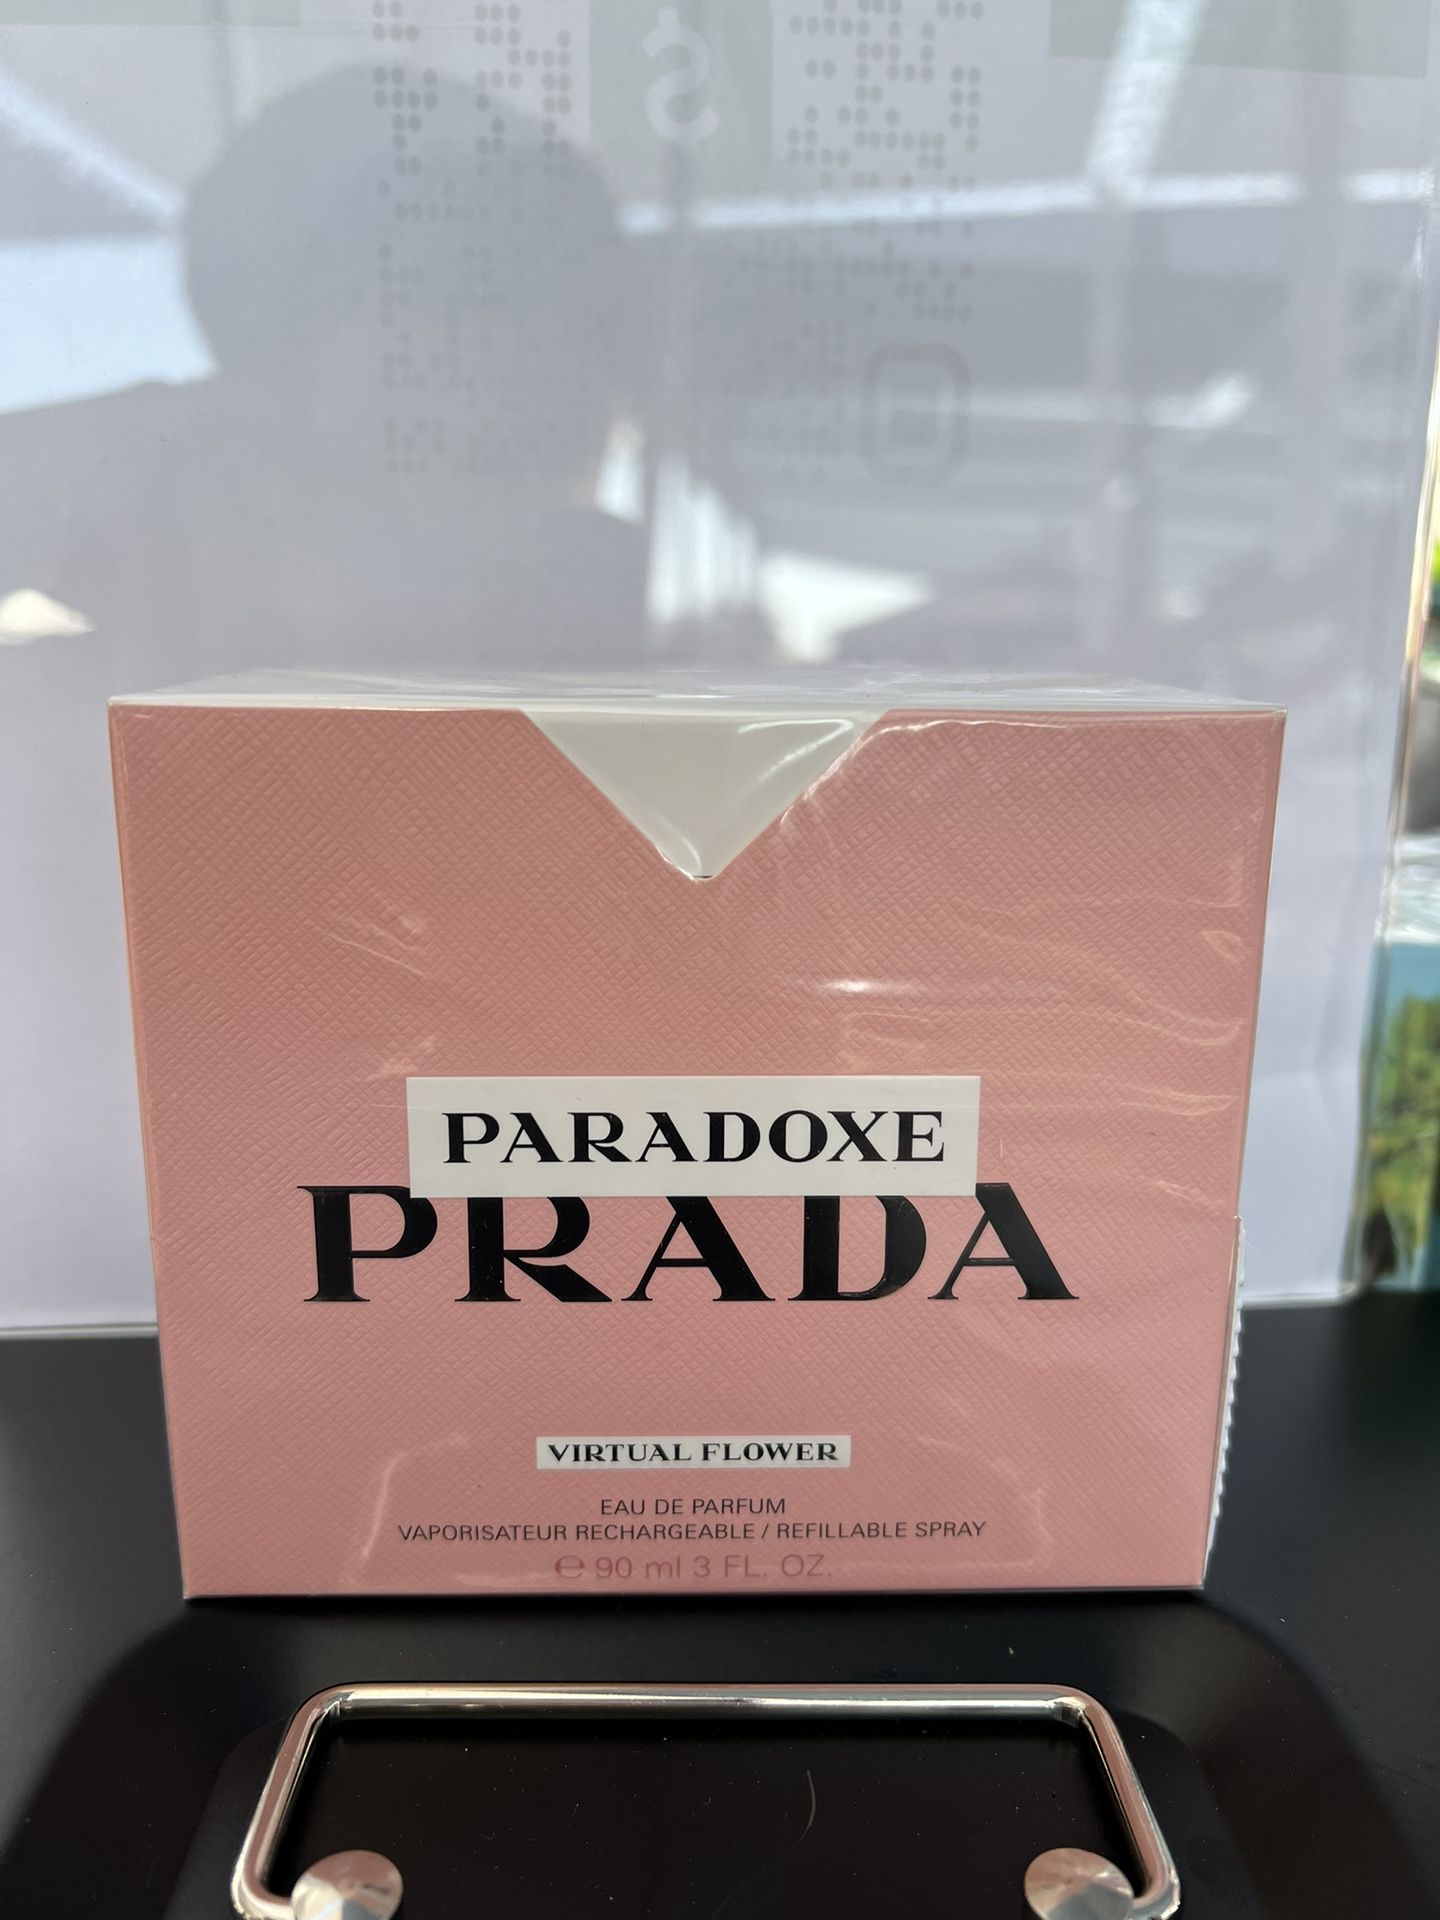 $
PARADOXE
PRADA
VIRTUAL FLOWER
EAU DE PARFUM
VAPORISATEUR RECHARGEABLE / REFILLABLE SPRAY
℮ 90 ml 3 FL. OZ.